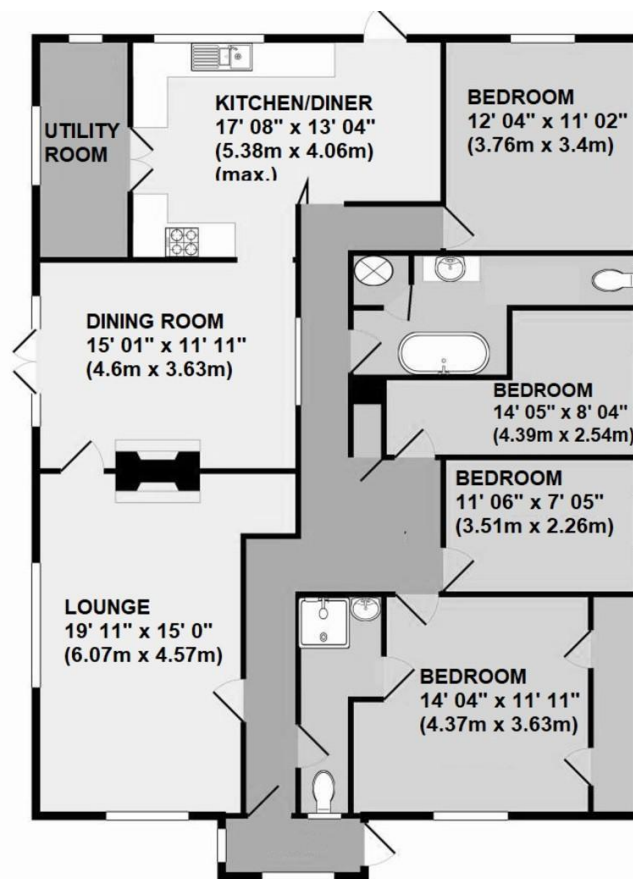 KITCHEN/DINER
17' 08" x 13' 04"
(5.38m x 4.06m)
(max.)
BEDROOM
12' 04" x 11' 02"
(3.76m x 3.4m)
UTILITY
ROOM
DINING ROOM
15' 01" x 11' 11"
(4.6m x 3.63m)
BEDROOM
14' 05" x 8' 04"
(4.39m x 2.54m)
BEDROOM
11' 06" x 7' 05"
(3.51m x 2.26m)
LOUNGE
19' 11" x 15' 0"
(6.07m x 4.57m)
BEDROOM
14' 04" x 11' 11"
(4.37m x 3.63m)